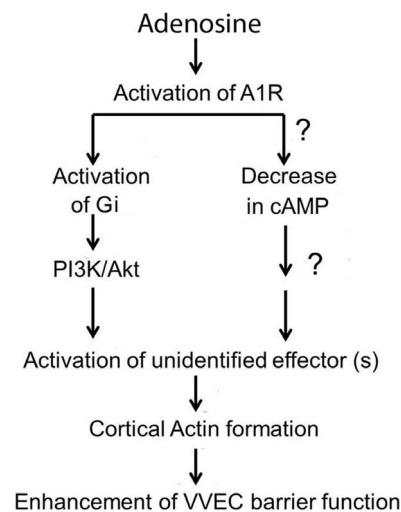 Adenosine
Activation of A1R
?
Activation
of Gi
Decrease
in cAMP
PI3K/Akt
?
Activation of unidentified effector (s)
Cortical Actin formation
Enhancement of VVEC barrier function